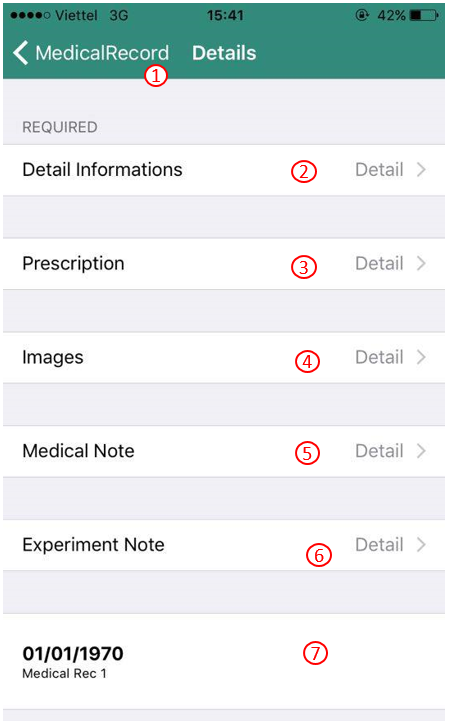 Viettel 3G 15:41 42%
MedicalRecord Details
①
REQUIRED
Detail Informations ② Detail
Prescription ③ Detail
Images ④ Detail
Medical Note ⑤ Detail
Experiment Note ⑥ Detail
01/01/1970 ⑦
Medical Rec 1